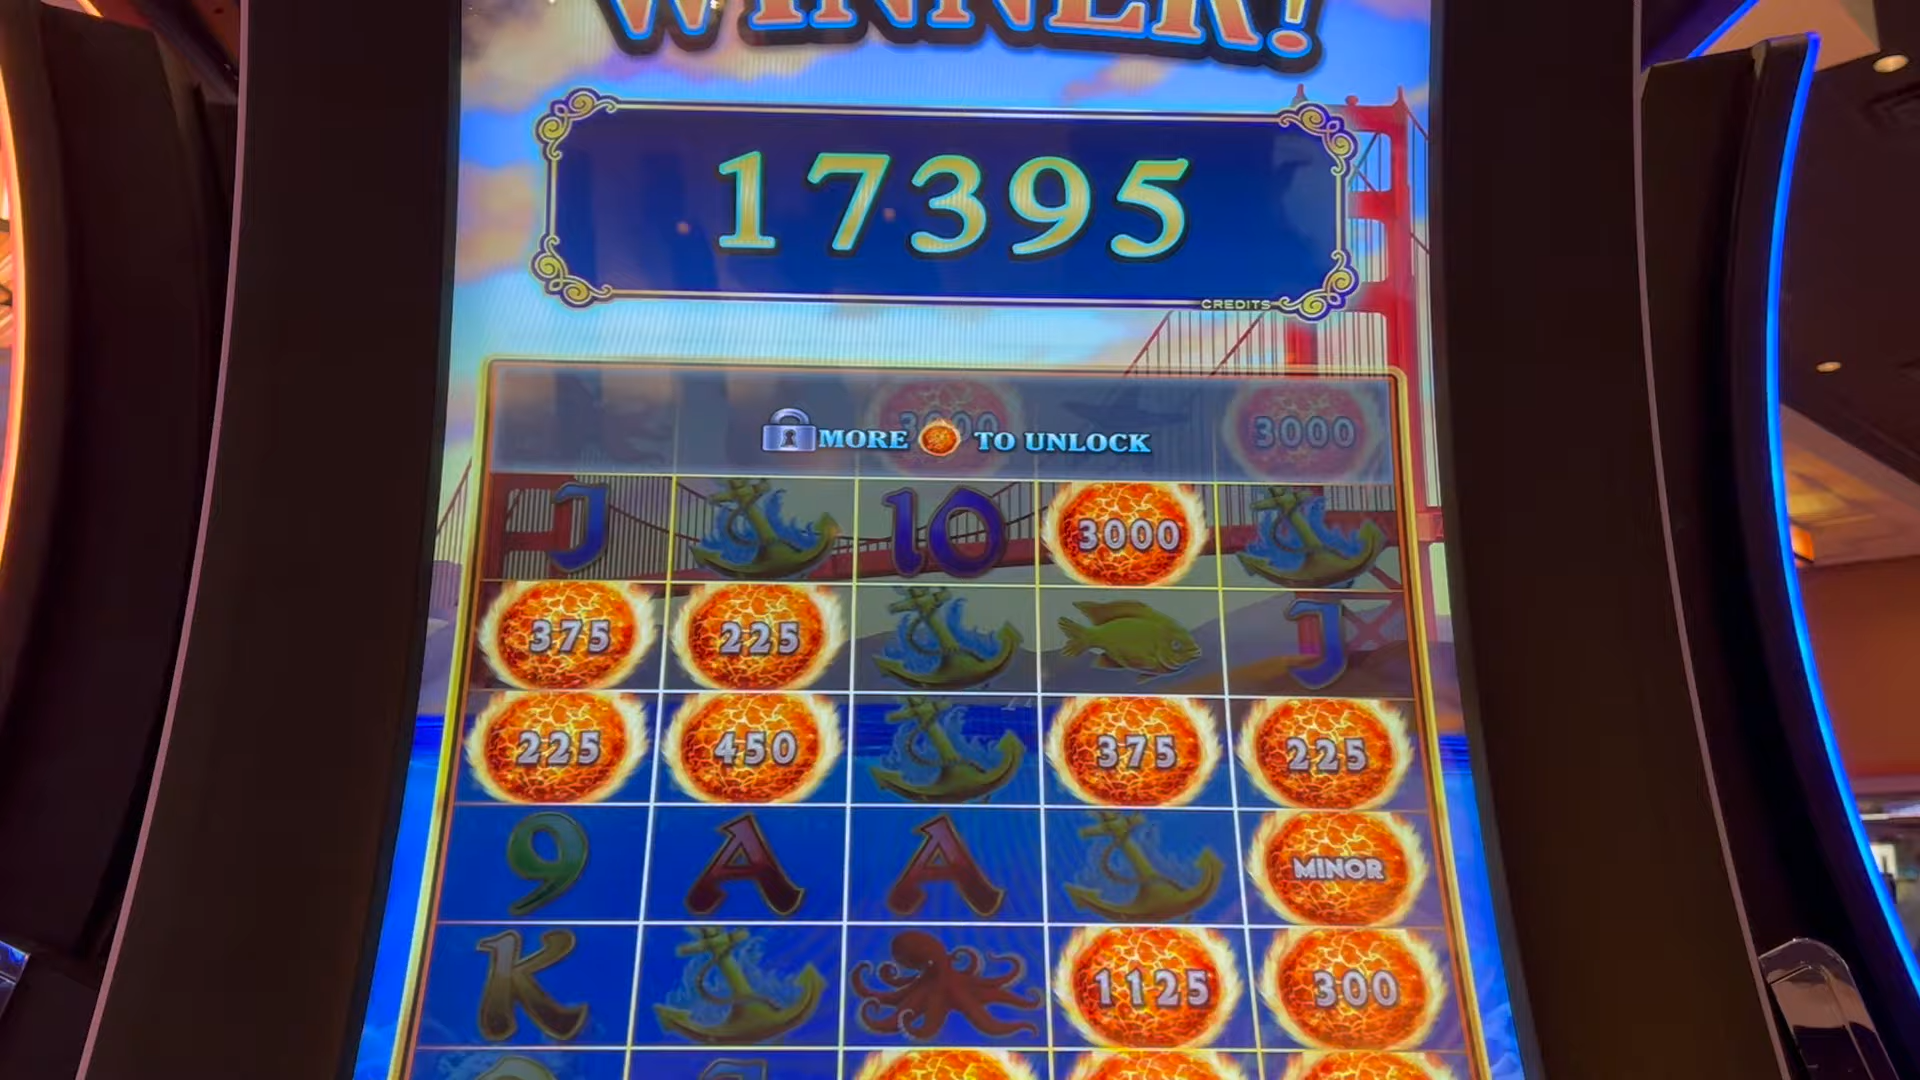 WINNER!
17395
CREDITS
3000 3000
MORE TO UNLOCK
J 10 3000
375 225 J
225 450 375 225
9 A A MINOR
K 1125 300